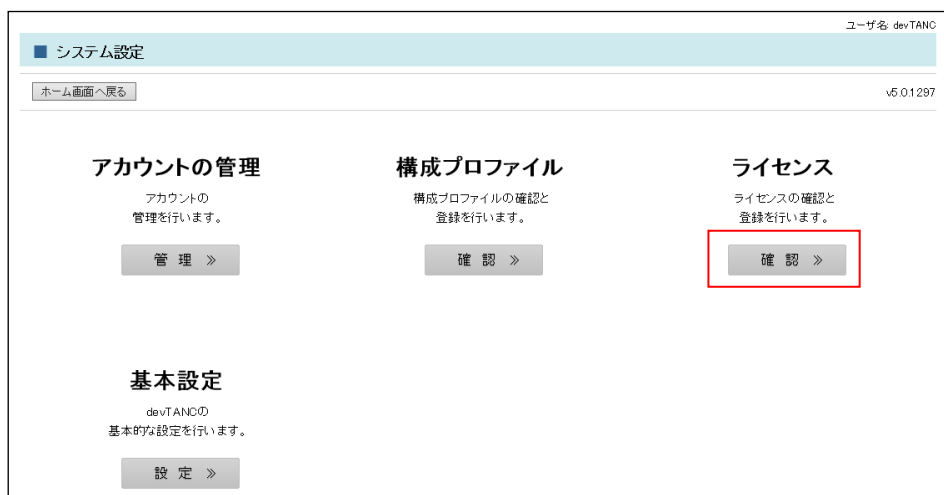 ユーザ名: devTANC
■ システム設定
ホーム画面へ戻る
v5.0.1297
アカウントの管理
アカウントの
管理を行います。
管 理 »
構成プロファイル
構成プロファイルの確認と
登録を行います。
確 認 »
ライセンス
ライセンスの確認と
登録を行います。
確 認 »
基本設定
devTANCの
基本的な設定を行います。
設 定 »